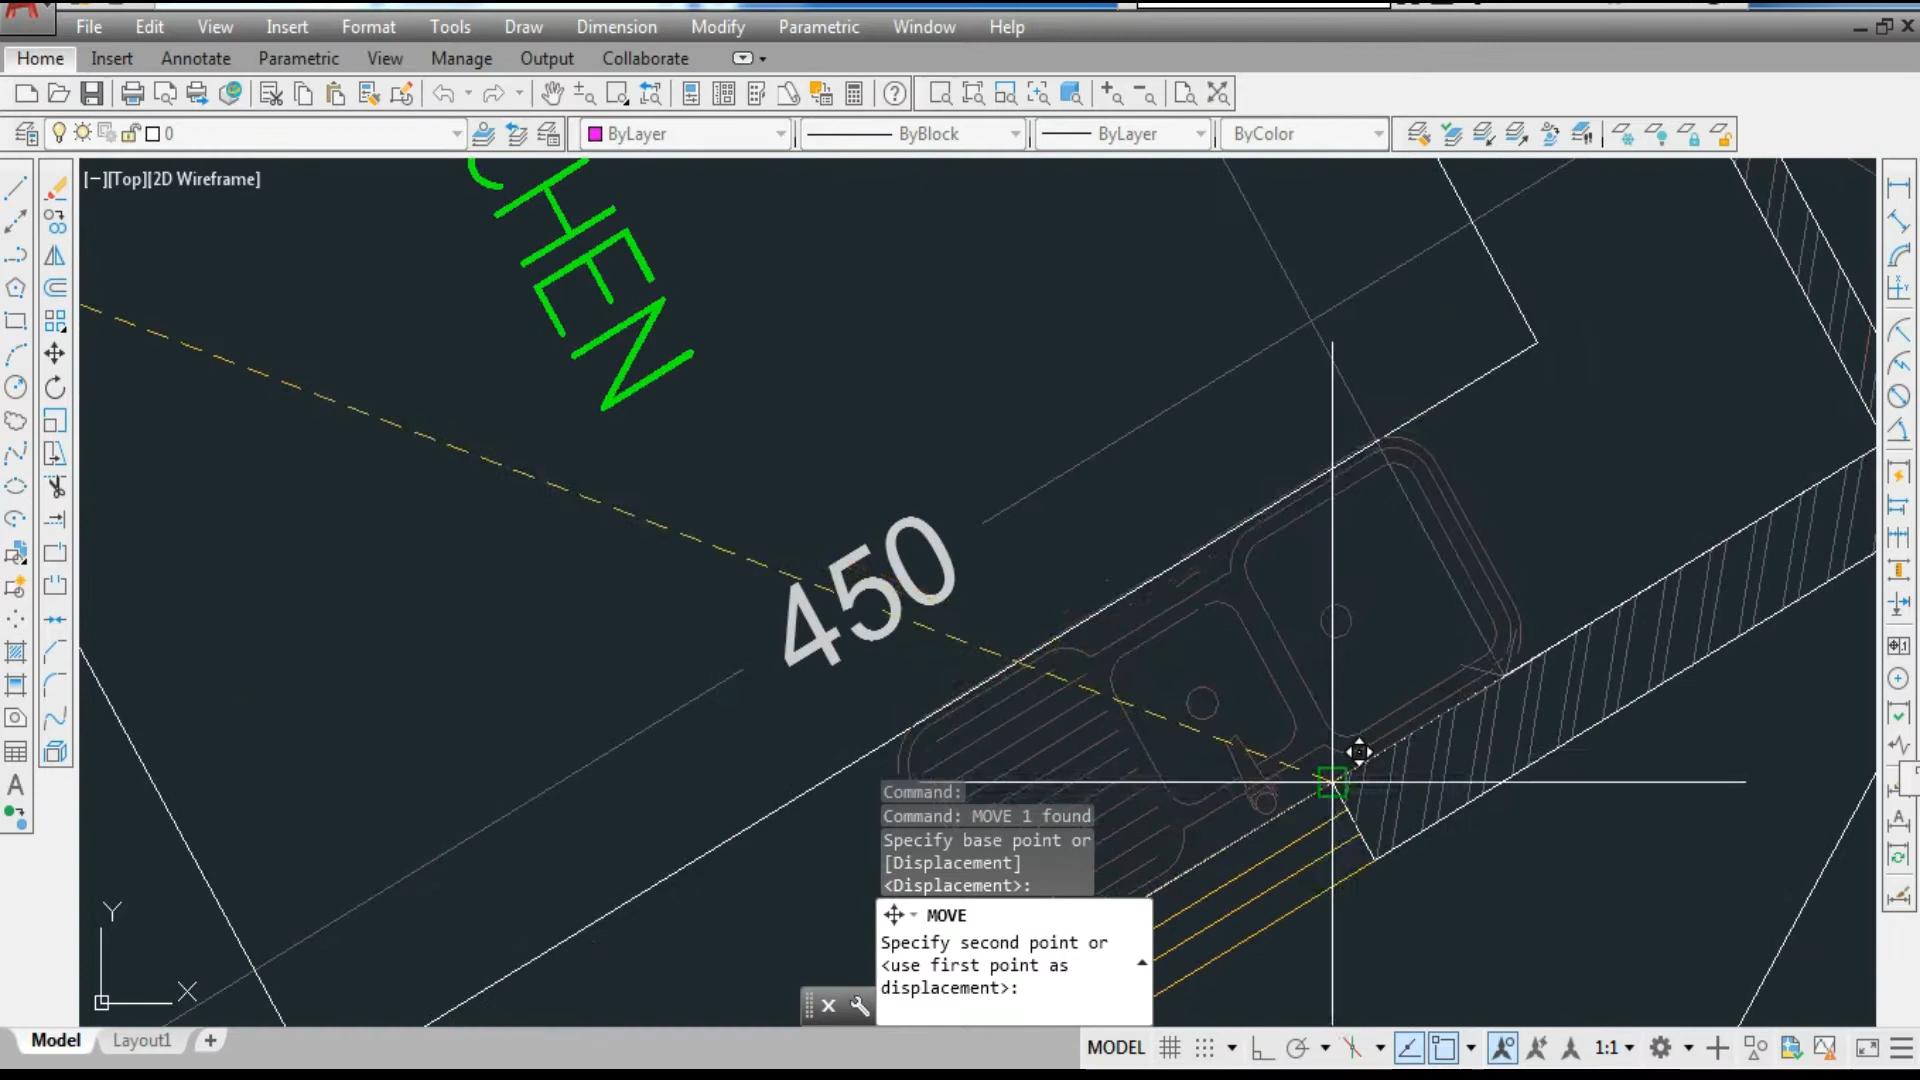 File Edit View Insert Format Tools Draw Dimension Modify Parametric Window Help
Home Insert Annotate Parametric View Manage Output Collaborate
0 ByLayer ByBlock ByLayer ByColor
[−][Top][2D Wireframe]
CHEN
450
Command:
Command: MOVE 1 found
Specify base point or
[Displacement]
<Displacement>:
MOVE
Specify second point or
<use first point as
displacement>:
Y
X
Model Layout1 +
MODEL 1:1